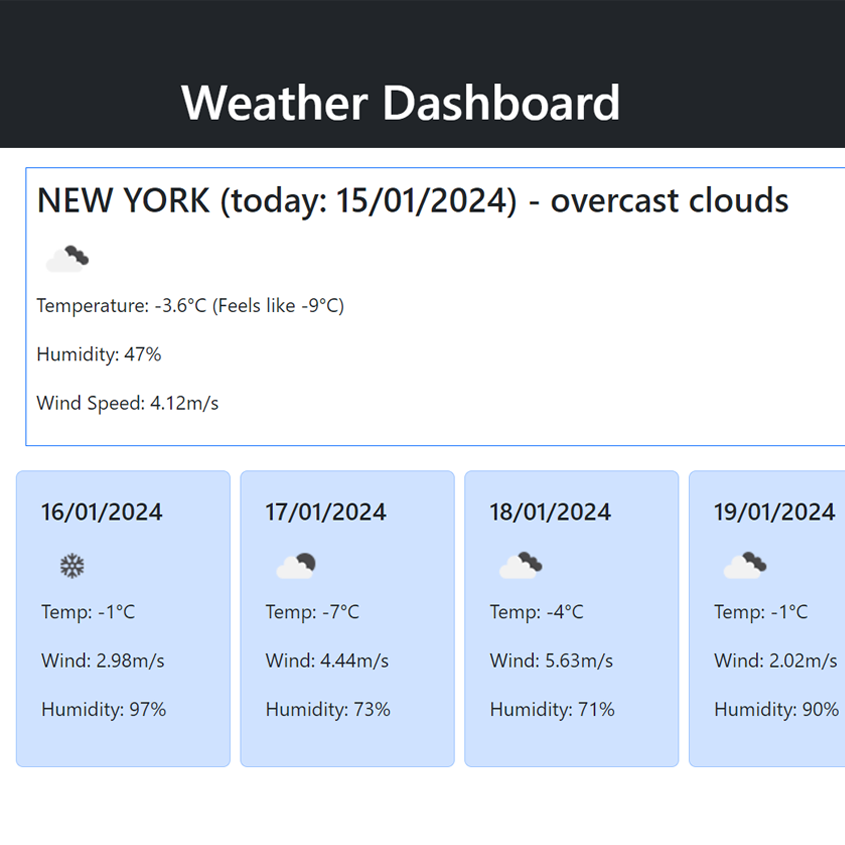 Weather Dashboard
NEW YORK (today: 15/01/2024) - overcast clouds
Temperature: -3.6°C (Feels like -9°C)
Humidity: 47%
Wind Speed: 4.12m/s
16/01/2024
Temp: -1°C
Wind: 2.98m/s
Humidity: 97%
17/01/2024
Temp: -7°C
Wind: 4.44m/s
Humidity: 73%
18/01/2024
Temp: -4°C
Wind: 5.63m/s
Humidity: 71%
19/01/2024
Temp: -1°C
Wind: 2.02m/s
Humidity: 90%